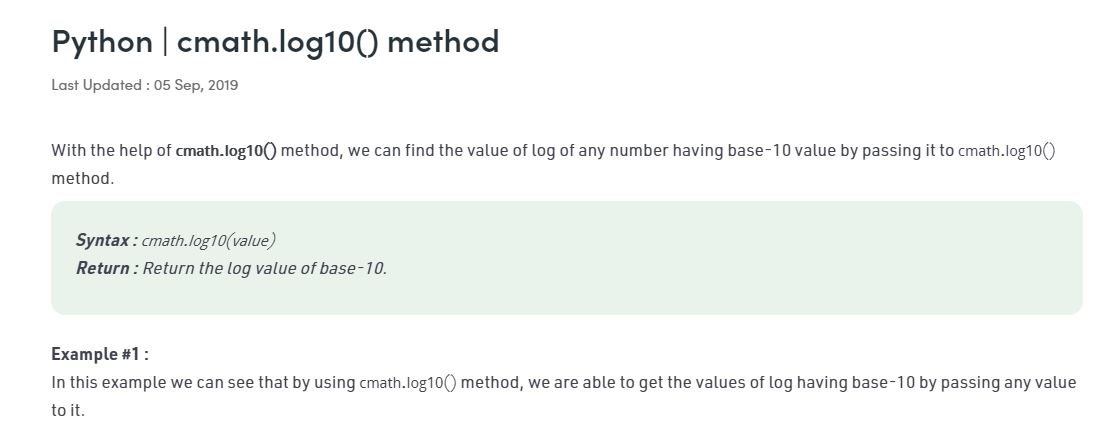 Python | cmath.log10() method
Last Updated : 05 Sep, 2019
With the help of cmath.log10() method, we can find the value of log of any number having base-10 value by passing it to cmath.log10()
method.
Syntax : cmath.log10(value)
Return : Return the log value of base-10.
Example #1 :
In this example we can see that by using cmath.log10() method, we are able to get the values of log having base-10 by passing any value
to it.